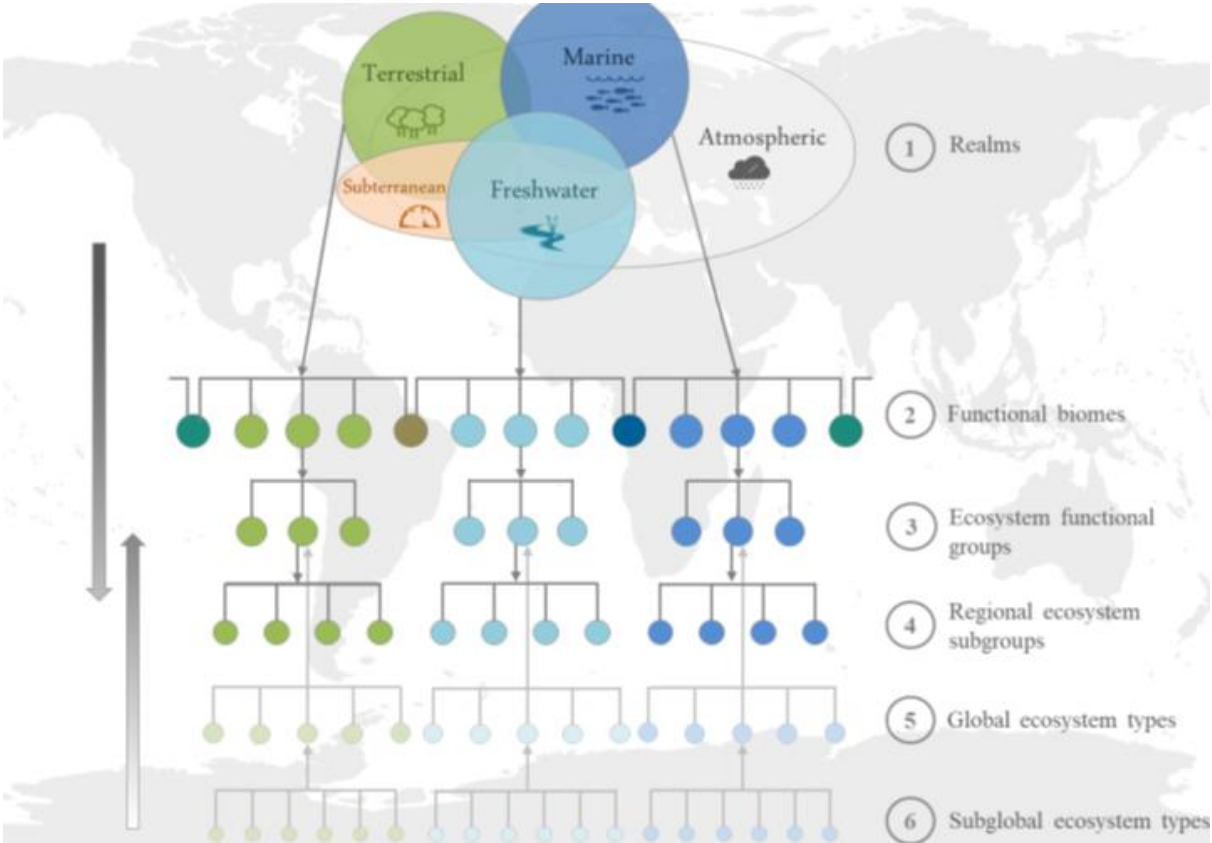 Terrestrial
Marine
Atmospheric
Subterranean
Freshwater
1 Realms
2 Functional biomes
3 Ecosystem functional
groups
4 Regional ecosystem
subgroups
5 Global ecosystem types
6 Subglobal ecosystem types